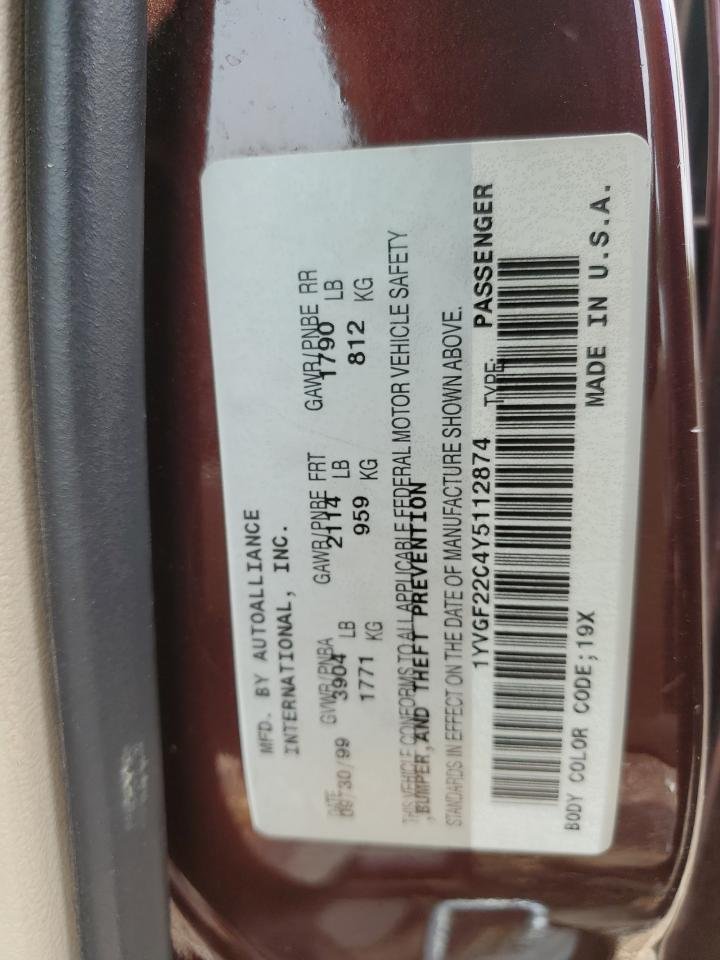 MFD. BY AUTOALLIANCE
INTERNATIONAL, INC.
GVWR/PNBA GAWR/PNBE FRT GAWR/PNBE RR
DATE 3904 LB 2114 LB 1790 LB
09/30/99 1771 KG 959 KG 812 KG
THIS VEHICLE CONFORMS TO ALL APPLICABLE FEDERAL MOTOR VEHICLE SAFETY
,BUMPER,AND THEFT PREVENTION
STANDARDS IN EFFECT ON THE DATE OF MANUFACTURE SHOWN ABOVE.
1YVGF22C4Y5112874 TYPE: PASSENGER
BODY COLOR CODE;19X MADE IN U.S.A.